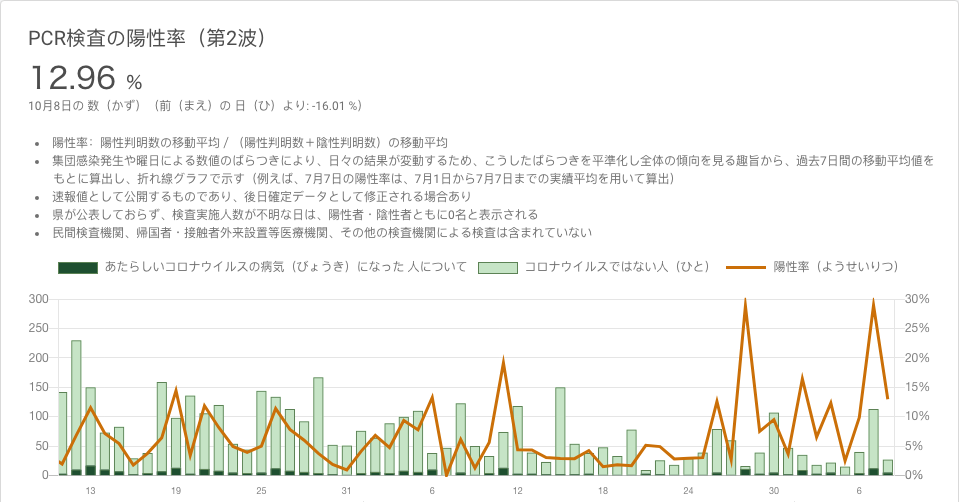 PCR検査の陽性率（第2波）
12.96 %
10月8日の 数（かず）（前（まえ）の 日（ひ）より: -16.01 %）
• 陽性率: 陽性判明数の移動平均 / （陽性判明数＋陰性判明数）の移動平均
• 集団感染発生や曜日による数値のばらつきにより、日々の結果が変動するため、こうしたばらつきを平準化し全体の傾向を見る趣旨から、過去7日間の移動平均値を
もとに算出し、折れ線グラフで示す（例えば、7月7日の陽性率は、7月1日から7月7日までの実績平均を用いて算出）
• 速報値として公開するものであり、後日確定データとして修正される場合あり
• 県が公表しておらず、検査実施人数が不明な日は、陽性者・陰性者ともに0名と表示される
• 民間検査機関、帰国者・接触者外来設置等医療機関、その他の検査機関による検査は含まれていない
あたらしいコロナウイルスの病気（びょうき）になった 人について コロナウイルスではない人（ひと） 陽性率（ようせいりつ）
300 30%
250 25%
200 20%
150 15%
100 10%
50 5%
0 0%
13 19 25 31 6 12 18 24 30 6